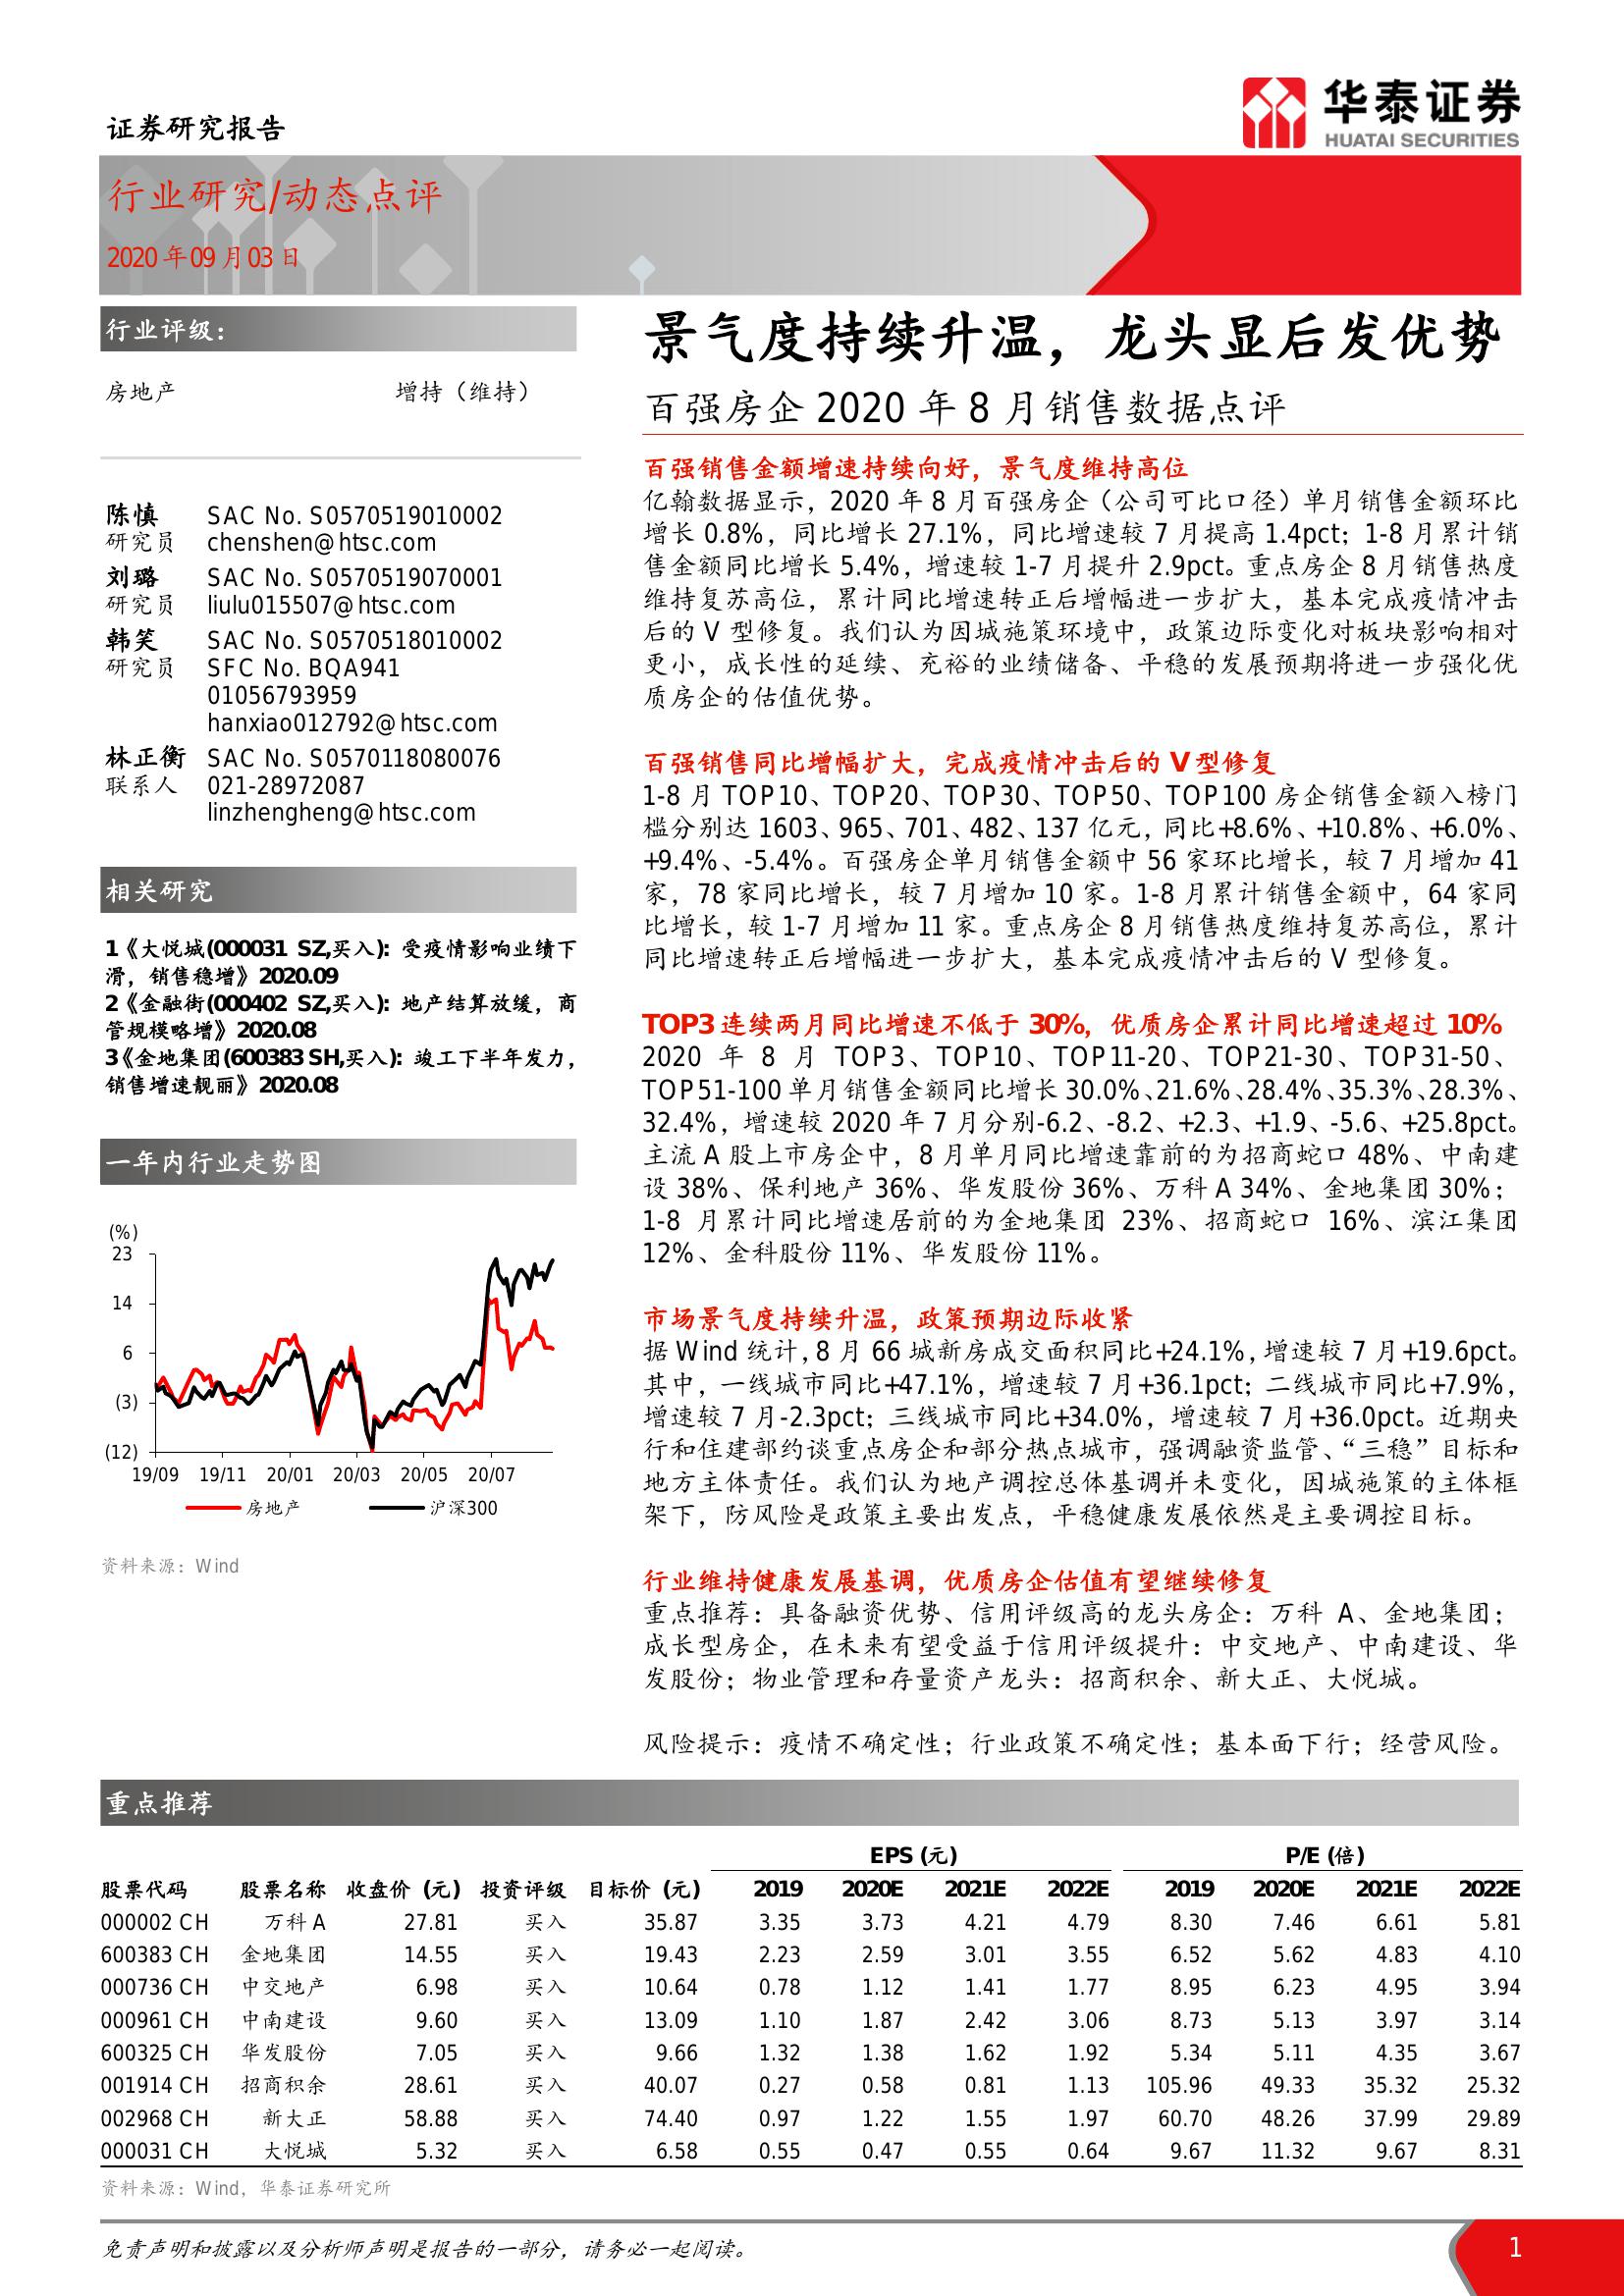 证券研究报告
华泰证券
HUATAI SECURITIES
行业研究/动态点评
2020年09月03日
行业评级：
房地产 增持（维持）
陈慎 SAC No. S0570519010002
研究员 chenshen@htsc.com
刘璐 SAC No. S0570519070001
研究员 liulu015507@htsc.com
韩笑 SAC No. S0570518010002
研究员 SFC No. BQA941
01056793959
hanxiao012792@htsc.com
林正衡 SAC No. S0570118080076
联系人 021-28972087
linzhengheng@htsc.com
相关研究
1《大悦城(000031 SZ,买入)：受疫情影响业绩下
滑，销售稳增》2020.09
2《金融街(000402 SZ,买入)：地产结算放缓，商
管规模略增》2020.08
3《金地集团(600383 SH,买入)：竣工下半年发力，
销售增速靓丽》2020.08
一年内行业走势图
(%)
23
14
6
(3)
(12)
19/09 19/11 20/01 20/03 20/05 20/07
房地产 沪深300
资料来源：Wind
景气度持续升温，龙头显后发优势
百强房企 2020 年 8 月销售数据点评
百强销售金额增速持续向好，景气度维持高位
亿翰数据显示，2020 年 8 月百强房企（公司可比口径）单月销售金额环比
增长 0.8%，同比增长 27.1%，同比增速较 7 月提高 1.4pct；1-8 月累计销
售金额同比增长 5.4%，增速较 1-7 月提升 2.9pct。重点房企 8 月销售热度
维持复苏高位，累计同比增速转正后增幅进一步扩大，基本完成疫情冲击
后的 V 型修复。我们认为因城施策环境中，政策边际变化对板块影响相对
更小，成长性的延续、充裕的业绩储备、平稳的发展预期将进一步强化优
质房企的估值优势。
百强销售同比增幅扩大，完成疫情冲击后的 V 型修复
1-8 月 TOP10、TOP20、TOP30、TOP50、TOP100 房企销售金额入榜门
槛分别达 1603、965、701、482、137 亿元，同比+8.6%、+10.8%、+6.0%、
+9.4%、-5.4%。百强房企单月销售金额中 56 家环比增长，较 7 月增加 41
家，78 家同比增长，较 7 月增加 10 家。1-8 月累计销售金额中，64 家同
比增长，较 1-7 月增加 11 家。重点房企 8 月销售热度维持复苏高位，累计
同比增速转正后增幅进一步扩大，基本完成疫情冲击后的 V 型修复。
TOP3 连续两月同比增速不低于 30%，优质房企累计同比增速超过 10%
2020 年 8 月 TOP3、TOP10、TOP11-20、TOP21-30、TOP31-50、
TOP51-100 单月销售金额同比增长 30.0%、21.6%、28.4%、35.3%、28.3%、
32.4%，增速较 2020 年 7 月分别-6.2、-8.2、+2.3、+1.9、-5.6、+25.8pct。
主流 A 股上市房企中，8 月单月同比增速靠前的为招商蛇口 48%、中南建
设 38%、保利地产 36%、华发股份 36%、万科 A 34%、金地集团 30%；
1-8 月累计同比增速居前的为金地集团 23%、招商蛇口 16%、滨江集团
12%、金科股份 11%、华发股份 11%。
市场景气度持续升温，政策预期边际收紧
据 Wind 统计，8 月 66 城新房成交面积同比+24.1%，增速较 7 月+19.6pct。
其中，一线城市同比+47.1%，增速较 7 月+36.1pct；二线城市同比+7.9%，
增速较 7 月-2.3pct；三线城市同比+34.0%，增速较 7 月+36.0pct。近期央
行和住建部约谈重点房企和部分热点城市，强调融资监管、“三稳”目标和
地方主体责任。我们认为地产调控总体基调并未变化，因城施策的主体框
架下，防风险是政策主要出发点，平稳健康发展依然是主要调控目标。
行业维持健康发展基调，优质房企估值有望继续修复
重点推荐：具备融资优势、信用评级高的龙头房企：万科 A、金地集团；
成长型房企，在未来有望受益于信用评级提升：中交地产、中南建设、华
发股份；物业管理和存量资产龙头：招商积余、新大正、大悦城。
风险提示：疫情不确定性；行业政策不确定性；基本面下行；经营风险。
重点推荐
EPS (元) P/E (倍)
股票代码 股票名称 收盘价 (元) 投资评级 目标价 (元) 2019 2020E 2021E 2022E 2019 2020E 2021E 2022E
000002 CH 万科A 27.81 买入 35.87 3.35 3.73 4.21 4.79 8.30 7.46 6.61 5.81
600383 CH 金地集团 14.55 买入 19.43 2.23 2.59 3.01 3.55 6.52 5.62 4.83 4.10
000736 CH 中交地产 6.98 买入 10.64 0.78 1.12 1.41 1.77 8.95 6.23 4.95 3.94
000961 CH 中南建设 9.60 买入 13.09 1.10 1.87 2.42 3.06 8.73 5.13 3.97 3.14
600325 CH 华发股份 7.05 买入 9.66 1.32 1.38 1.62 1.92 5.34 5.11 4.35 3.67
001914 CH 招商积余 28.61 买入 40.07 0.27 0.58 0.81 1.13 105.96 49.33 35.32 25.32
002968 CH 新大正 58.88 买入 74.40 0.97 1.22 1.55 1.97 60.70 48.26 37.99 29.89
000031 CH 大悦城 5.32 买入 6.58 0.55 0.47 0.55 0.64 9.67 11.32 9.67 8.31
资料来源：Wind，华泰证券研究所
免责声明和披露以及分析师声明是报告的一部分，请务必一起阅读。 1